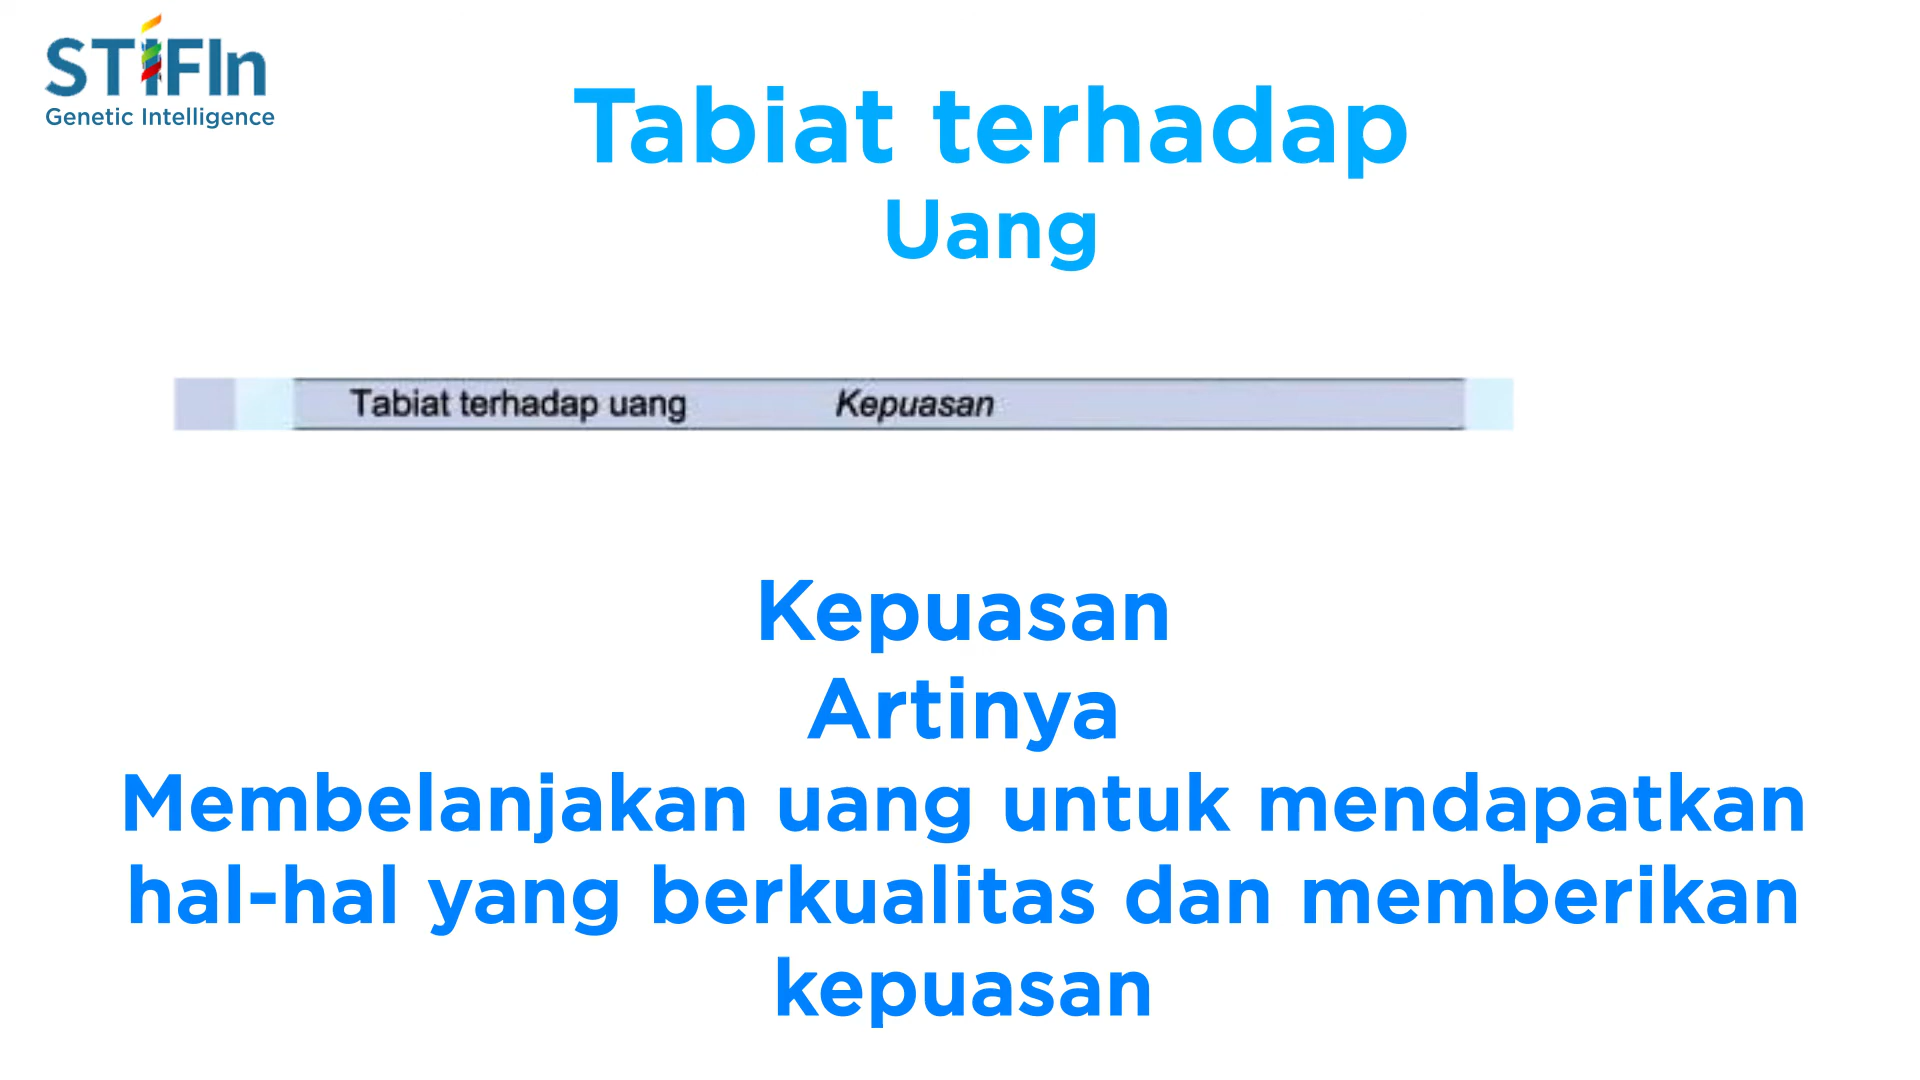 STIFIn
Genetic Intelligence
Tabiat terhadap
Uang
Tabiat terhadap uang Kepuasan
Kepuasan
Artinya
Membelanjakan uang untuk mendapatkan
hal-hal yang berkualitas dan memberikan
kepuasan